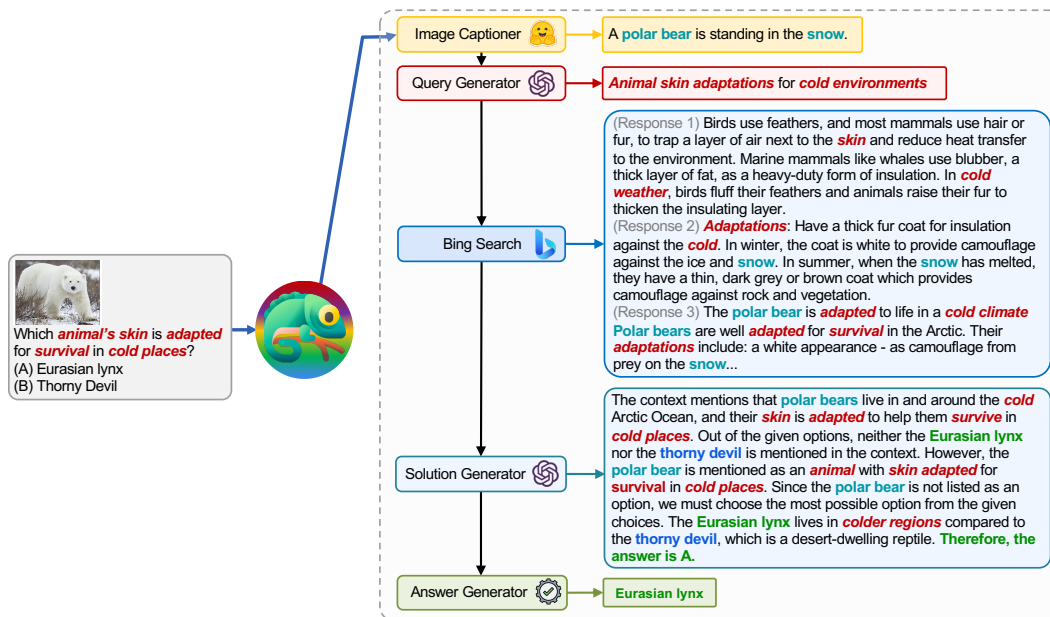 Which animal's skin is adapted
for survival in cold places?
(A) Eurasian lynx
(B) Thorny Devil
Image Captioner
A polar bear is standing in the snow.
Query Generator
Animal skin adaptations for cold environments
Bing Search
(Response 1) Birds use feathers, and most mammals use hair or
fur, to trap a layer of air next to the skin and reduce heat transfer
to the environment. Marine mammals like whales use blubber, a
thick layer of fat, as a heavy-duty form of insulation. In cold
weather, birds fluff their feathers and animals raise their fur to
thicken the insulating layer.
(Response 2) Adaptations: Have a thick fur coat for insulation
against the cold. In winter, the coat is white to provide camouflage
against the ice and snow. In summer, when the snow has melted,
they have a thin, dark grey or brown coat which provides
camouflage against rock and vegetation.
(Response 3) The polar bear is adapted to life in a cold climate
Polar bears are well adapted for survival in the Arctic. Their
adaptations include: a white appearance - as camouflage from
prey on the snow...
Solution Generator
The context mentions that polar bears live in and around the cold
Arctic Ocean, and their skin is adapted to help them survive in
cold places. Out of the given options, neither the Eurasian lynx
nor the thorny devil is mentioned in the context. However, the
polar bear is mentioned as an animal with skin adapted for
survival in cold places. Since the polar bear is not listed as an
option, we must choose the most possible option from the given
choices. The Eurasian lynx lives in colder regions compared to
the thorny devil, which is a desert-dwelling reptile. Therefore, the
answer is A.
Answer Generator
Eurasian lynx